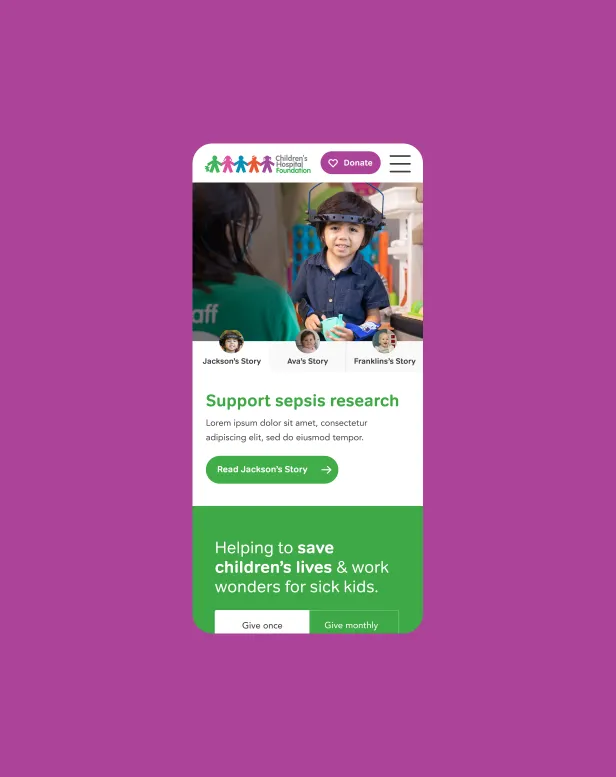 Children's
Hospital
Foundation
Donate
aff
Jackson's Story
Ava's Story
Franklins's Story
Support sepsis research
Lorem ipsum dolor sit amet, consectetur
adipiscing elit, sed do eiusmod tempor.
Read Jackson's Story
Helping to save
children's lives & work
wonders for sick kids.
Give once
Give monthly